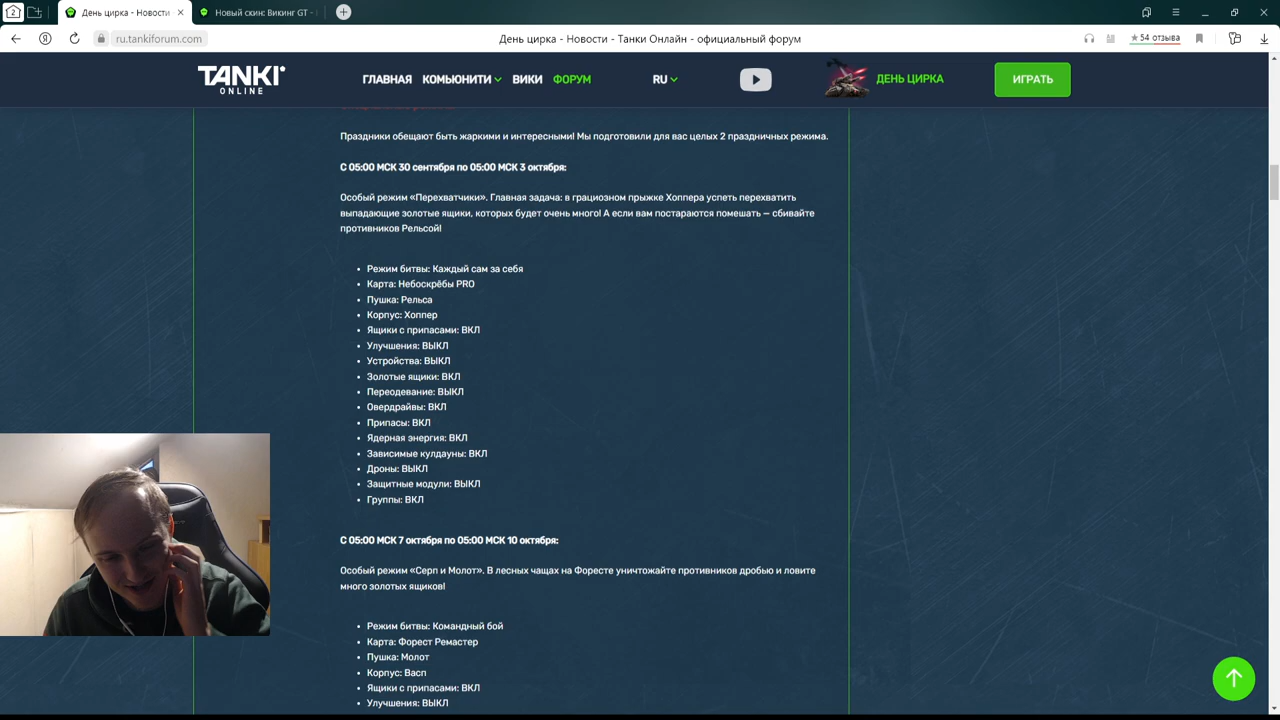 2
День цирка - Новости
Новый скин: Викинг GT -
ru.tankiforum.com
День цирка - Новости - Танки Онлайн - официальный форум
★54 отзыва
TANKI
ONLINE
ГЛАВНАЯ
КОМЬЮНИТИ
ВИКИ
ФОРУМ
RU
ДЕНЬ ЦИРКА
ИГРАТЬ
Праздники обещают быть жаркими и интересными! Мы подготовили для вас целых 2 праздничных режима.
С 05:00 МСК 30 сентября по 05:00 МСК 3 октября:
Особый режим «Перехватчики». Главная задача: в грациозном прыжке Хоппера успеть перехватить
выпадающие золотые ящики, которых будет очень много! А если вам постараются помешать — сбивайте
противников Рельсой!
• Режим битвы: Каждый сам за себя
• Карта: Небоскрёбы PRO
• Пушка: Рельса
• Корпус: Хоппер
• Ящики с припасами: ВКЛ
• Улучшения: ВЫКЛ
• Устройства: ВЫКЛ
• Золотые ящики: ВКЛ
• Переодевание: ВЫКЛ
• Овердрайвы: ВКЛ
• Припасы: ВКЛ
• Ядерная энергия: ВКЛ
• Зависимые кулдауны: ВКЛ
• Дроны: ВЫКЛ
• Защитные модули: ВЫКЛ
• Группы: ВКЛ
С 05:00 МСК 7 октября по 05:00 МСК 10 октября:
Особый режим «Серп и Молот». В лесных чащах на Форесте уничтожайте противников дробью и ловите
много золотых ящиков!
• Режим битвы: Командный бой
• Карта: Форест Ремастер
• Пушка: Молот
• Корпус: Васп
• Ящики с припасами: ВКЛ
• Улучшения: ВЫКЛ